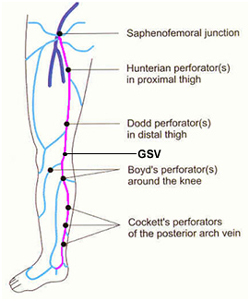 Saphenofemoral junction
Hunterian perforator(s)
in proximal thigh
Dodd perforator(s)
in distal thigh
GSV
Boyd's perforator(s)
around the knee
Cockett's perforators
of the posterior arch vein